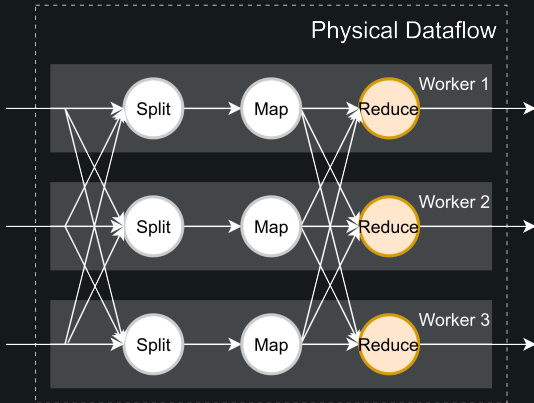 Physical Dataflow
Worker 1
Split
Map
Reduce
Worker 2
Split
Map
Reduce
Worker 3
Split
Map
Reduce